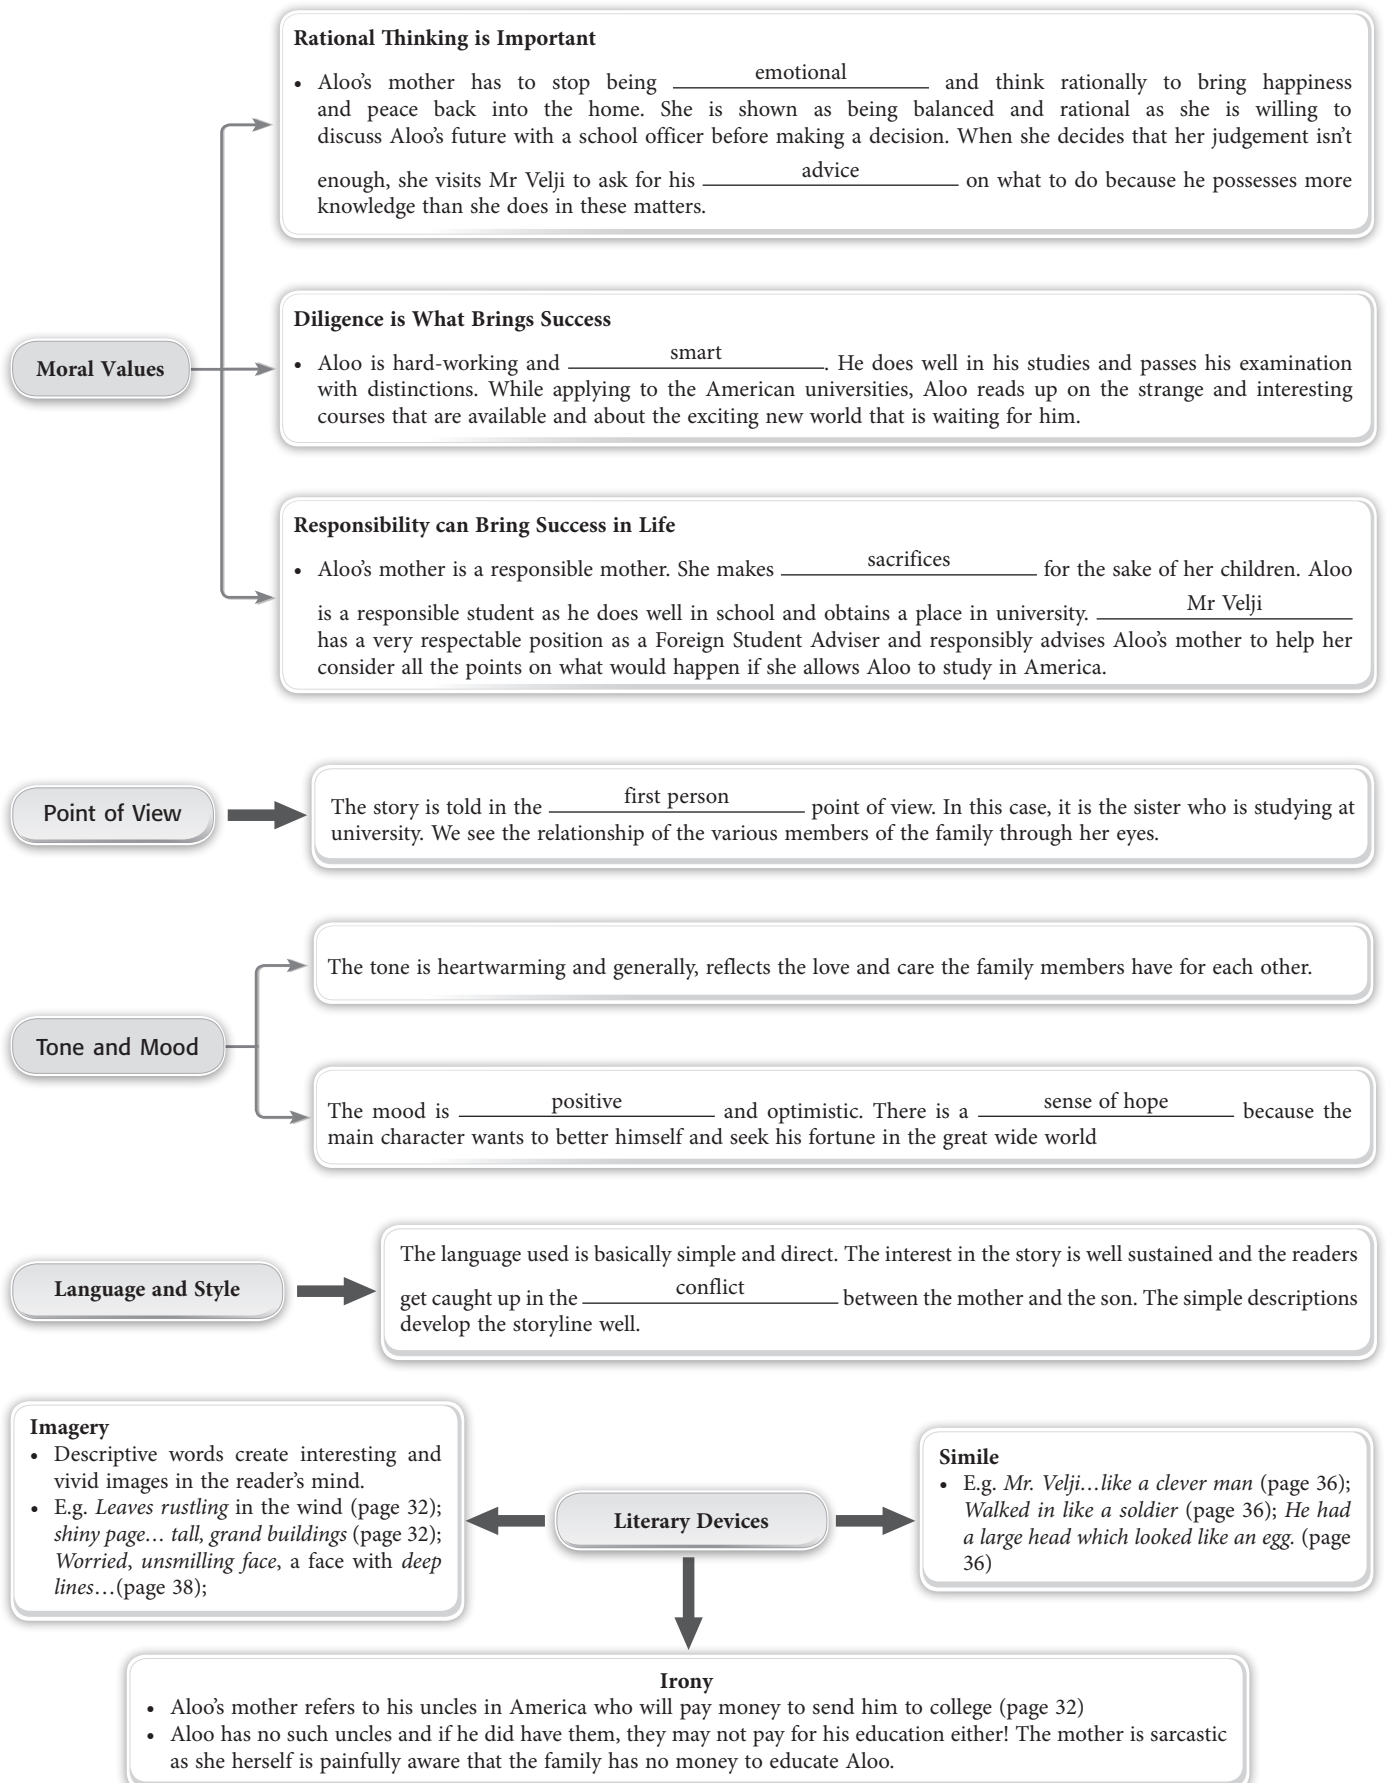 Rational Thinking is Important
• Aloo's mother has to stop being emotional and think rationally to bring happiness
and peace back into the home. She is shown as being balanced and rational as she is willing to
discuss Aloo's future with a school officer before making a decision. When she decides that her judgement isn't
enough, she visits Mr Velji to ask for his advice on what to do because he possesses more
knowledge than she does in these matters.
Moral Values
Diligence is What Brings Success
• Aloo is hard-working and smart. He does well in his studies and passes his examination
with distinctions. While applying to the American universities, Aloo reads up on the strange and interesting
courses that are available and about the exciting new world that is waiting for him.
Responsibility can Bring Success in Life
• Aloo's mother is a responsible mother. She makes sacrifices for the sake of her children. Aloo
is a responsible student as he does well in school and obtains a place in university. Mr Velji
has a very respectable position as a Foreign Student Adviser and responsibly advises Aloo's mother to help her
consider all the points on what would happen if she allows Aloo to study in America.
Point of View
The story is told in the first person point of view. In this case, it is the sister who is studying at
university. We see the relationship of the various members of the family through her eyes.
Tone and Mood
The tone is heartwarming and generally, reflects the love and care the family members have for each other.
The mood is positive and optimistic. There is a sense of hope because the
main character wants to better himself and seek his fortune in the great wide world
Language and Style
The language used is basically simple and direct. The interest in the story is well sustained and the readers
get caught up in the conflict between the mother and the son. The simple descriptions
develop the storyline well.
Imagery
• Descriptive words create interesting and
vivid images in the reader's mind.
• E.g. Leaves rustling in the wind (page 32);
shiny page… tall, grand buildings (page 32);
Worried, unsmilling face, a face with deep
lines…(page 38);
Literary Devices
Simile
• E.g. Mr. Velji…like a clever man (page 36);
Walked in like a soldier (page 36); He had
a large head which looked like an egg. (page
36)
Irony
• Aloo's mother refers to his uncles in America who will pay money to send him to college (page 32)
• Aloo has no such uncles and if he did have them, they may not pay for his education either! The mother is sarcastic
as she herself is painfully aware that the family has no money to educate Aloo.